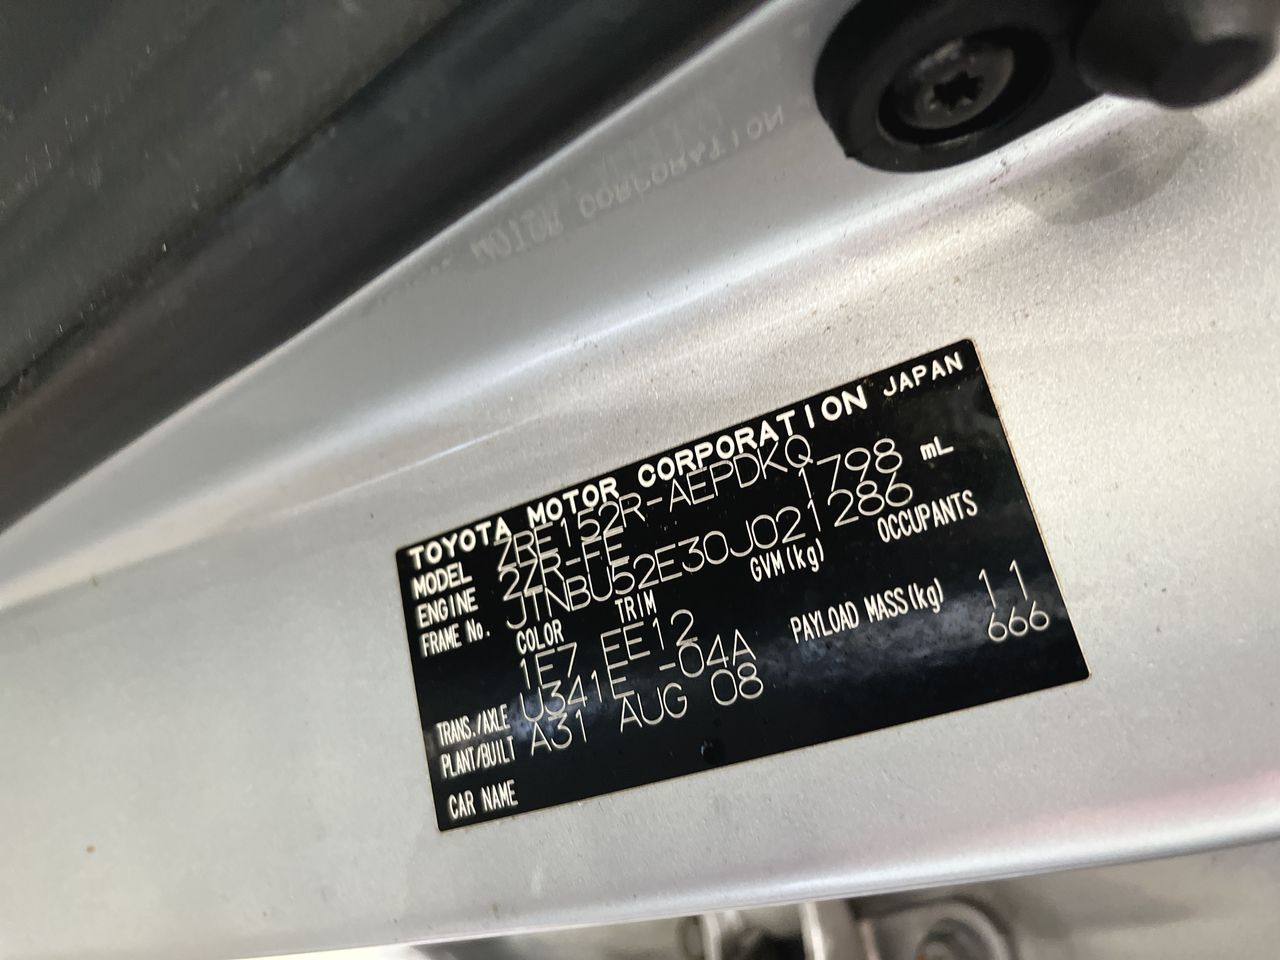 TOYOTA MOTOR CORPORATION JAPAN
MODEL ZRE152R-AEPDKQ
ENGINE 2ZR-FE 1798 mL
FRAME No. JTNBU52E30J021286
COLOR TRIM GVM(kg) OCCUPANTS
1E7 EE12
TRANS./AXLE U341E -04A PAYLOAD MASS(kg) 11
PLANT/BUILT A31 AUG 08 666
CAR NAME